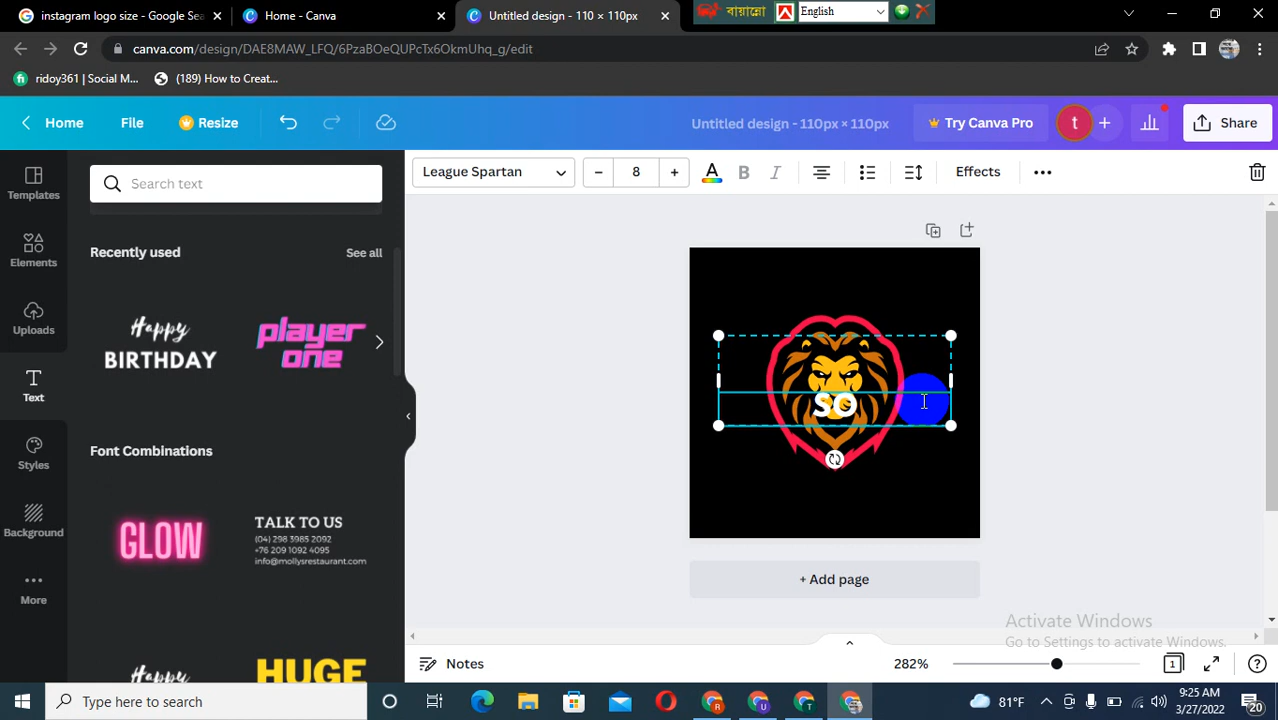 instagram logo size - Google Sea
Home - Canva
Untitled design - 110 × 110px
বায়ান্নো
English
canva.com/design/DAE8MAW_LFQ/6PzaBOeQUPcTx6OkmUhq_g/edit
ridoy361 | Social M...
(189) How to Creat...
Home
File
Resize
Untitled design - 110px × 110px
Try Canva Pro
t
Share
Templates
Search text
League Spartan
8
A
B
I
Effects
Elements
Recently used
See all
Uploads
Happy
BIRTHDAY
player
one
Text
SO
Styles
Font Combinations
Background
GLOW
TALK TO US
(04) 298 3985 2092
+76 209 1092 4095
info@mollysrestaurant.com
More
+ Add page
Happy
HUGE
Activate Windows
Go to Settings to activate Windows.
Notes
282%
1
Type here to search
81°F
9:25 AM
3/27/2022
20